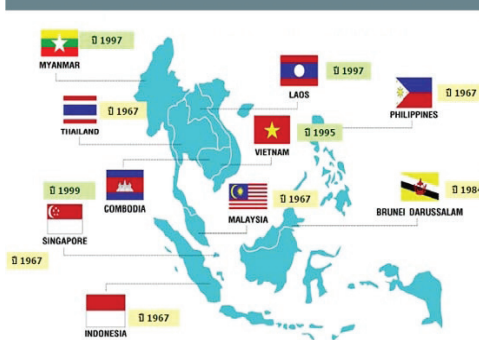 ปี 1997
MYANMAR
ปี 1997
LAOS
ปี 1967
PHILIPPINES
ปี 1967
THAILAND
ปี 1995
VIETNAM
ปี 1999
COMBODIA
ปี 1967
MALAYSIA
ปี 1984
BRUNEI DARUSSALAM
SINGAPORE
ปี 1967
ปี 1967
INDONESIA